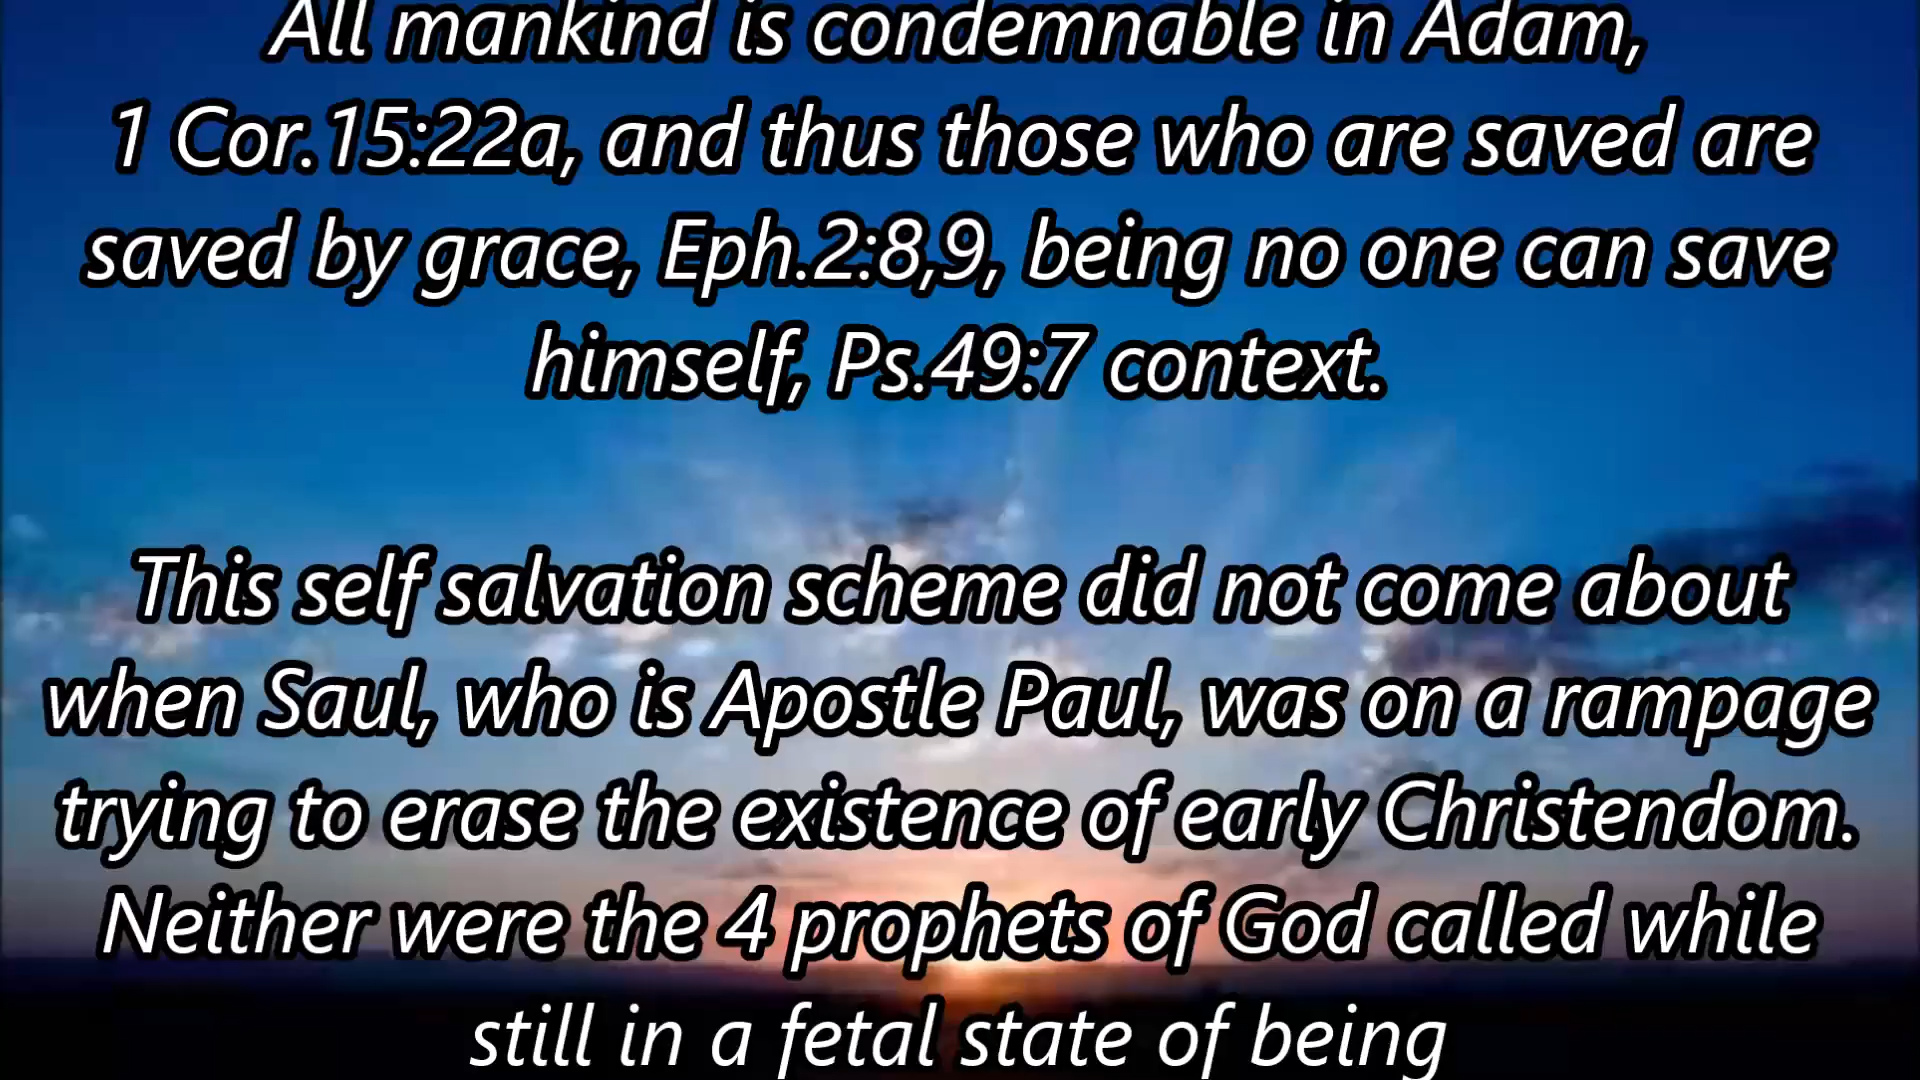 All mankind is condemnable in Adam,
1 Cor.15:22a, and thus those who are saved are
saved by grace, Eph.2:8,9, being no one can save
himself, Ps.49:7 context.
This self salvation scheme did not come about
when Saul, who is Apostle Paul, was on a rampage
trying to erase the existence of early Christendom.
Neither were the 4 prophets of God called while
still in a fetal state of being